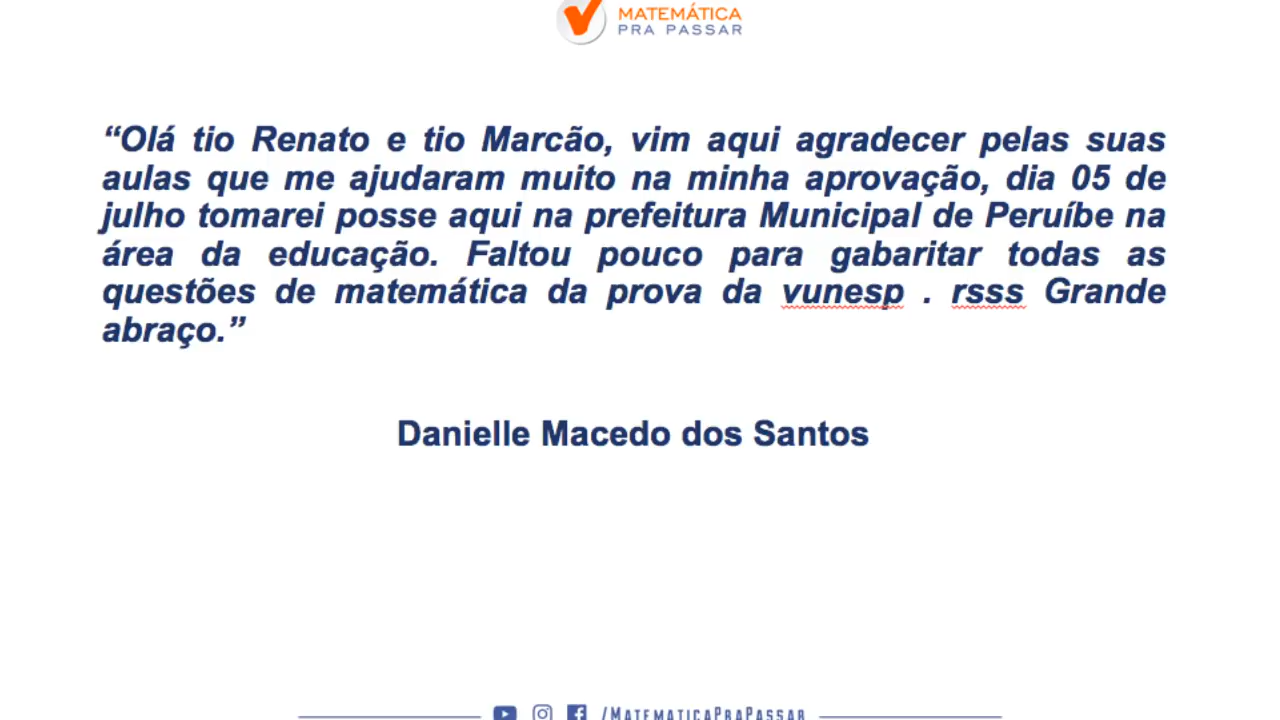 MATEMÁTICA
PRA PASSAR
“Olá tio Renato e tio Marcão, vim aqui agradecer pelas suas
aulas que me ajudaram muito na minha aprovação, dia 05 de
julho tomarei posse aqui na prefeitura Municipal de Peruíbe na
área da educação. Faltou pouco para gabaritar todas as
questões de matemática da prova da vunesp . rsss Grande
abraço.”
Danielle Macedo dos Santos
/MATEMATICAPRAPASSAR